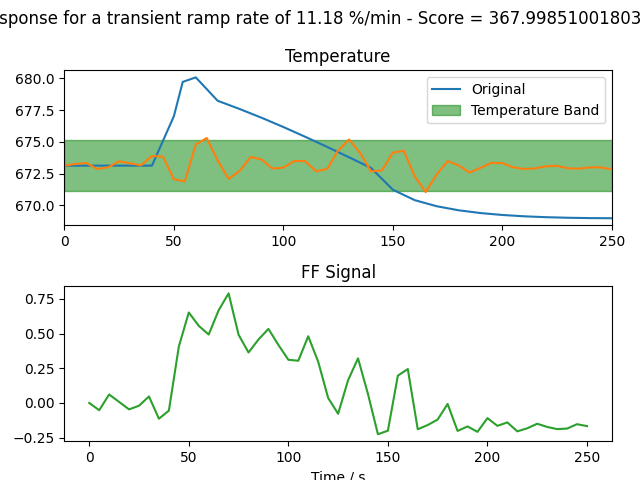 sponse for a transient ramp rate of 11.18 %/min - Score = 367.99851001803
Temperature
680.0
677.5
675.0
672.5
670.0
Original
Temperature Band
0 50 100 150 200 250
FF Signal
0.75
0.50
0.25
0.00
−0.25
0 50 100 150 200 250
Time / s